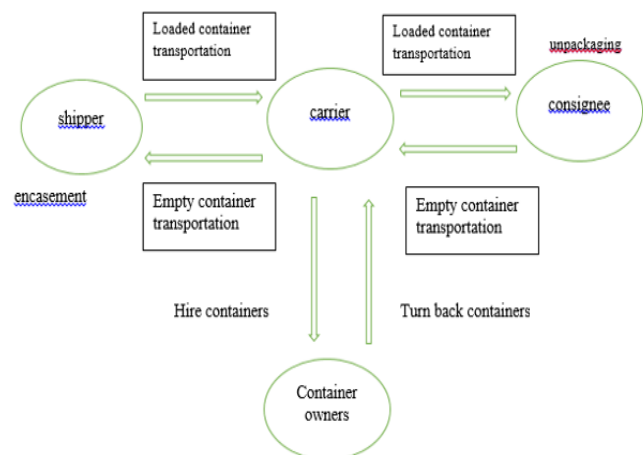 Loaded container
transportation
Loaded container
transportation
unpackaging
shipper
carrier
consignee
encasement
Empty container
transportation
Empty container
transportation
Hire containers
Turn back containers
Container
owners